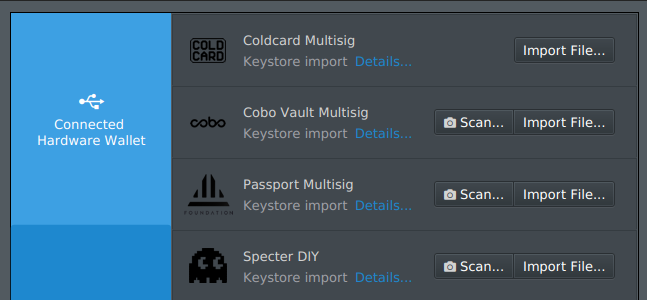 Connected
Hardware Wallet
COLD
CARD
Coldcard Multisig
Keystore import Details...
Import File...
cobo
Cobo Vault Multisig
Keystore import Details...
Scan... Import File...
FOUNDATION
Passport Multisig
Keystore import Details...
Scan... Import File...
Specter DIY
Keystore import Details...
Scan... Import File...